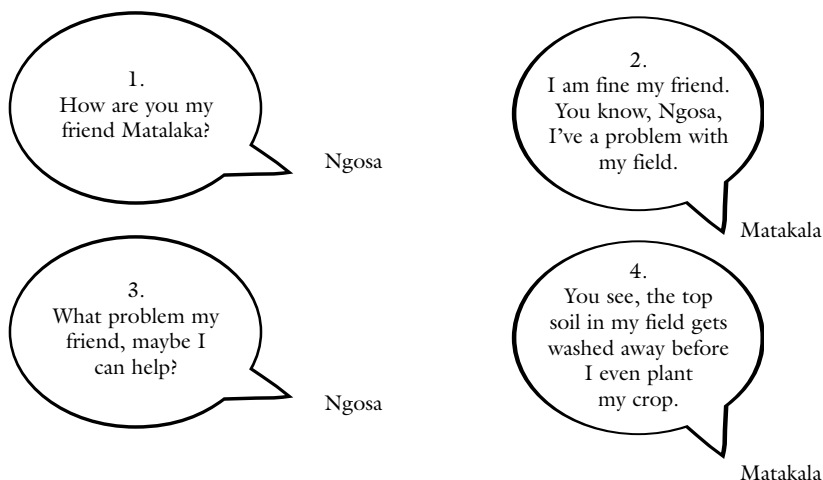 1.
How are you my
friend Matalaka?
Ngosa
2.
I am fine my friend.
You know, Ngosa,
I've a problem with
my field.
Matakala
3.
What problem my
friend, maybe I
can help?
Ngosa
4.
You see, the top
soil in my field gets
washed away before
I even plant
my crop.
Matakala